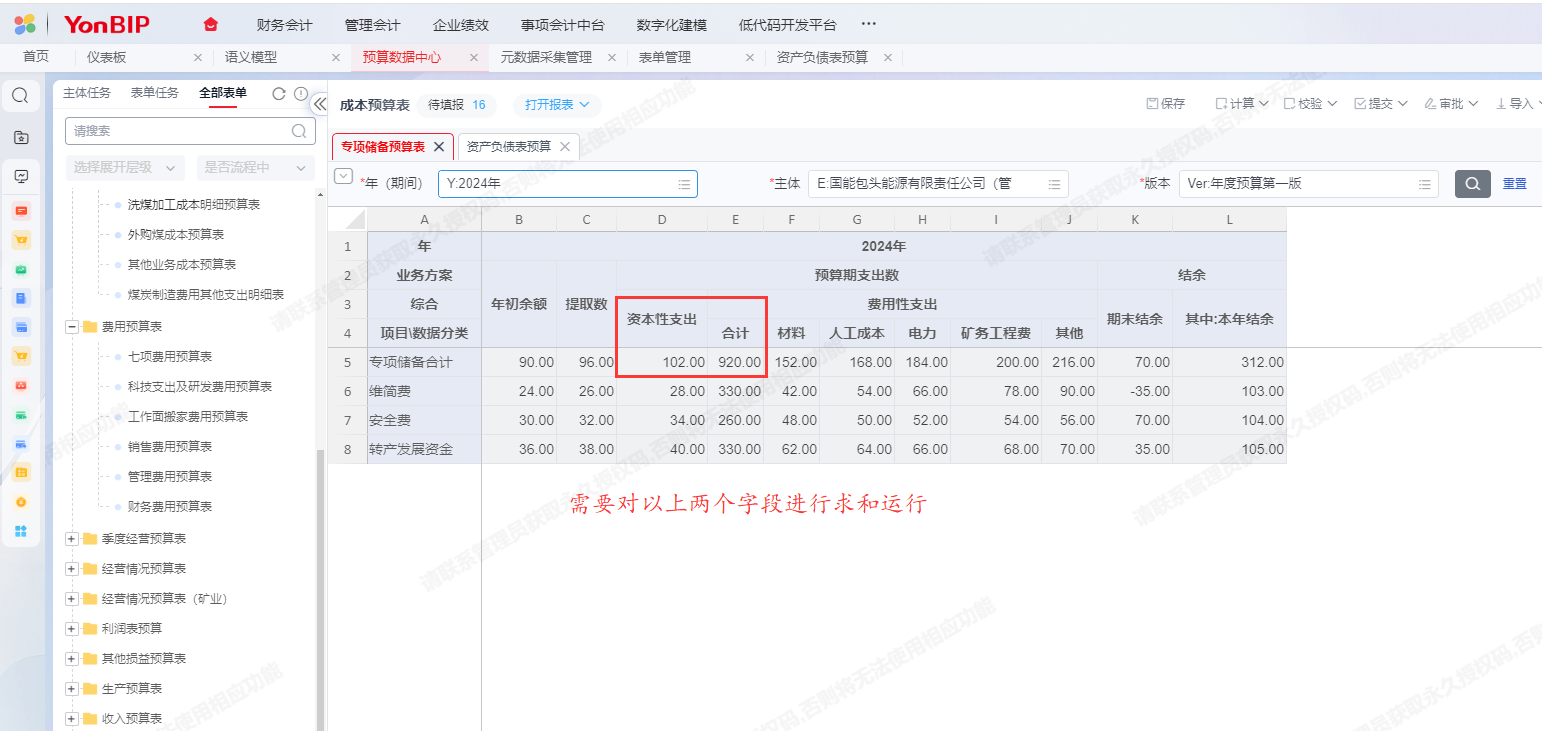 YonBIP 财务会计 管理会计 企业绩效 事项会计中台 数字化建模 低代码开发平台 ···
首页 仪表板 × 语义模型 × 预算数据中心 × 元数据采集管理 × 表单管理 × 资产负债表预算 ×
主体任务 表单任务 全部表单
请搜索
选择展开层级 是否流程中
洗煤加工成本明细预算表
外购煤成本预算表
其他业务成本预算表
煤炭制造费用其他支出明细表
费用预算表
七项费用预算表
科技支出及研发费用预算表
工作面搬家费用预算表
销售费用预算表
管理费用预算表
财务费用预算表
季度经营预算表
经营情况预算表
经营情况预算表（矿业）
利润表预算
其他损益预算表
生产预算表
收入预算表
成本预算表 待填报 16 打开报表 保存 计算 校验 提交 审批 导入
专项储备预算表 × 资产负债表预算 ×
*年（期间） Y:2024年 *主体 E:国能包头能源有限责任公司（管 *版本 Ver:年度预算第一版 重置
A B C D E F G H I J K L
1 年 2024年
2 业务方案 年初余额 提取数 预算期支出数 结余
3 综合 资本性支出 费用性支出 期末结余 其中:本年结余
4 项目\数据分类 合计 材料 人工成本 电力 矿务工程费 其他
5 专项储备合计 90.00 96.00 102.00 920.00 152.00 168.00 184.00 200.00 216.00 70.00 312.00
6 维简费 24.00 26.00 28.00 330.00 42.00 54.00 66.00 78.00 90.00 -35.00 103.00
7 安全费 30.00 32.00 34.00 260.00 48.00 50.00 52.00 54.00 56.00 70.00 104.00
8 转产发展资金 36.00 38.00 40.00 330.00 62.00 64.00 66.00 68.00 70.00 35.00 105.00
需要对以上两个字段进行求和运行
请联系管理员获取永久授权码,否则将无法使用相应功能